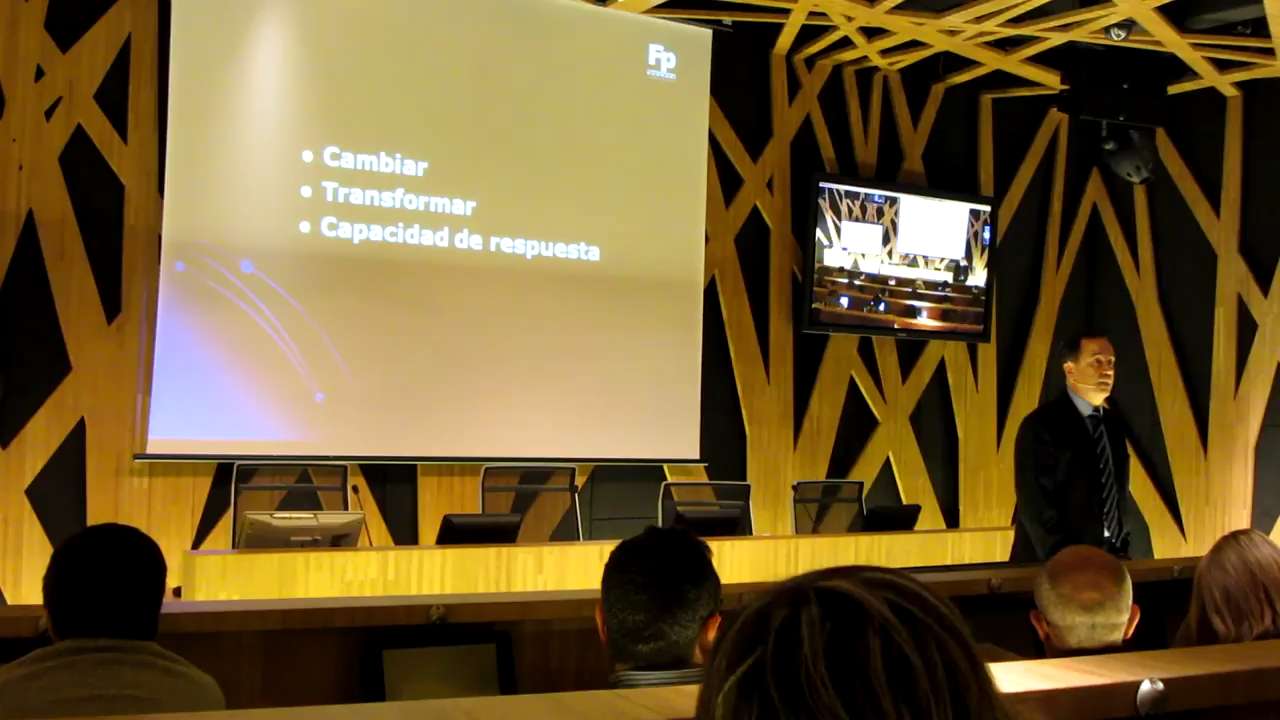 Fp
• Cambiar
• Transformar
• Capacidad de respuesta